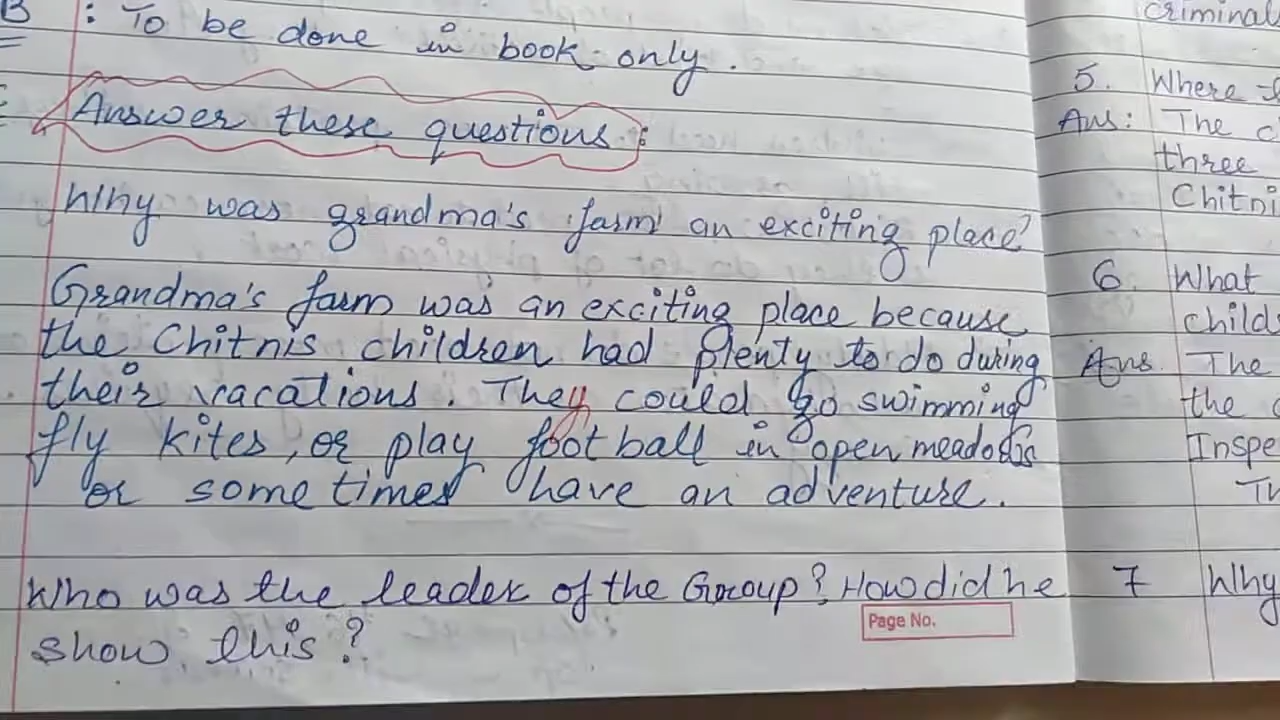 B : To be done in book only.
Answer these questions:
Why was grandma's farm an exciting place?
Grandma's farm was an exciting place because
the Chitnis children had plenty to do during
their vacations. They could go swimming
fly kites, or play football in open meadows
or sometimes have an adventure.
Who was the leader of the Group? How did he
show this?
Page No.
criminal
5. Where
Ans: The
three
Chitni
6. What
child
Ans. The
the
Inspe
7 Why